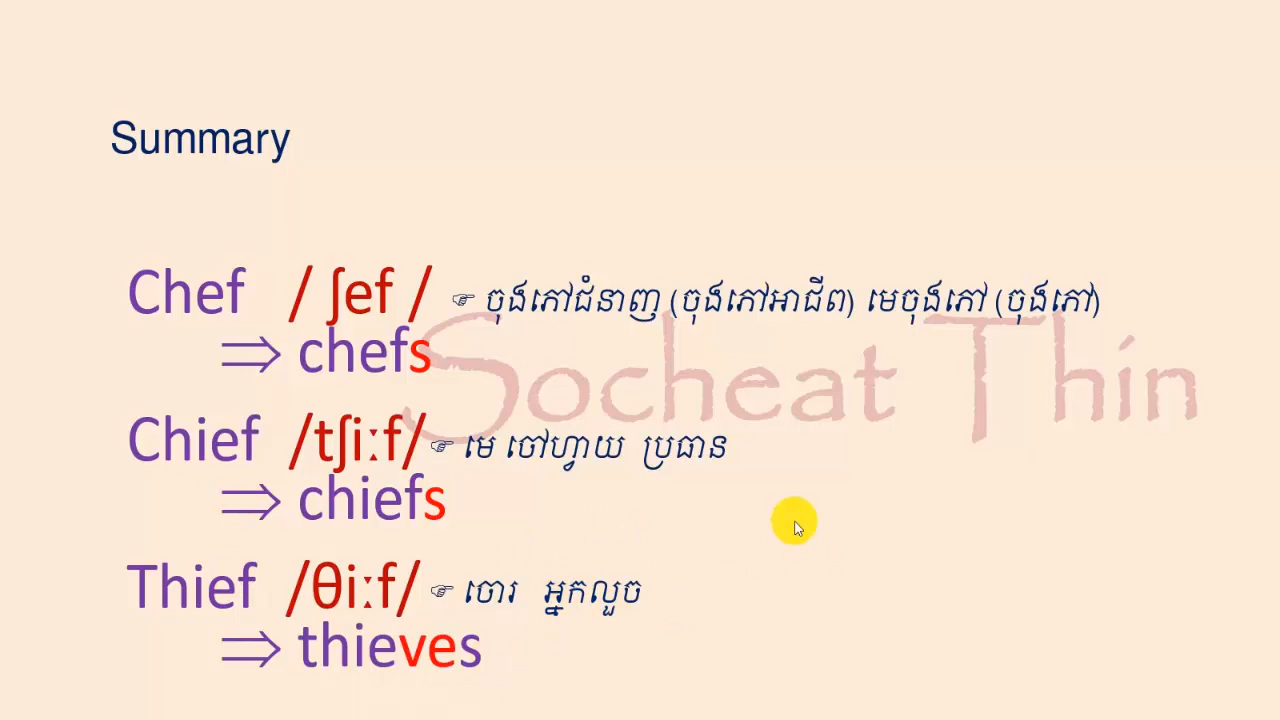 Summary
Chef / ʃef / ☞ ចុងភៅជំនាញ (ចុងភៅអាជីព) មេចុងភៅ (ចុងភៅ)
⇒ chefs
Socheat Thin
Chief /tʃiːf/ ☞ មេ ចៅហ្វាយ ប្រធាន
⇒ chiefs
Thief /θiːf/ ☞ ចោរ អ្នកលួច
⇒ thieves